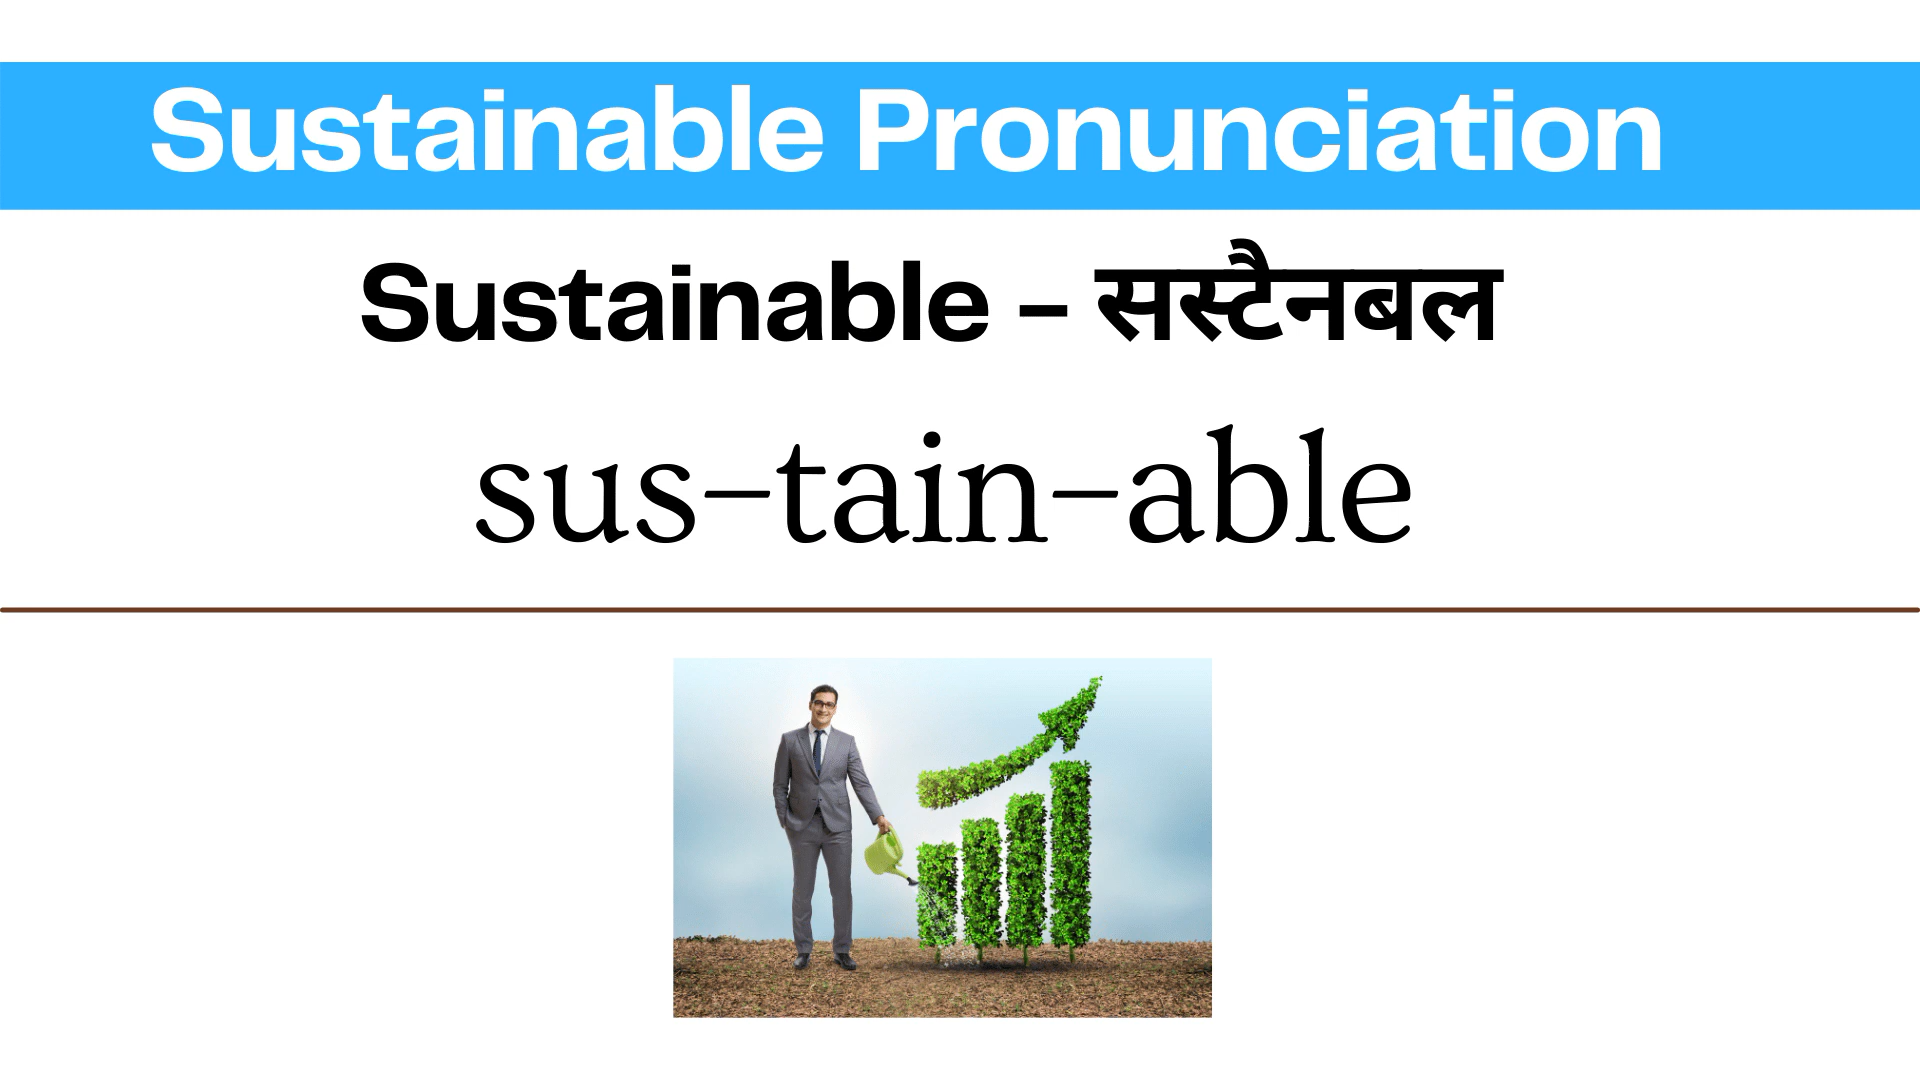 Sustainable Pronunciation
Sustainable - सस्टैनबल
sus-tain-able